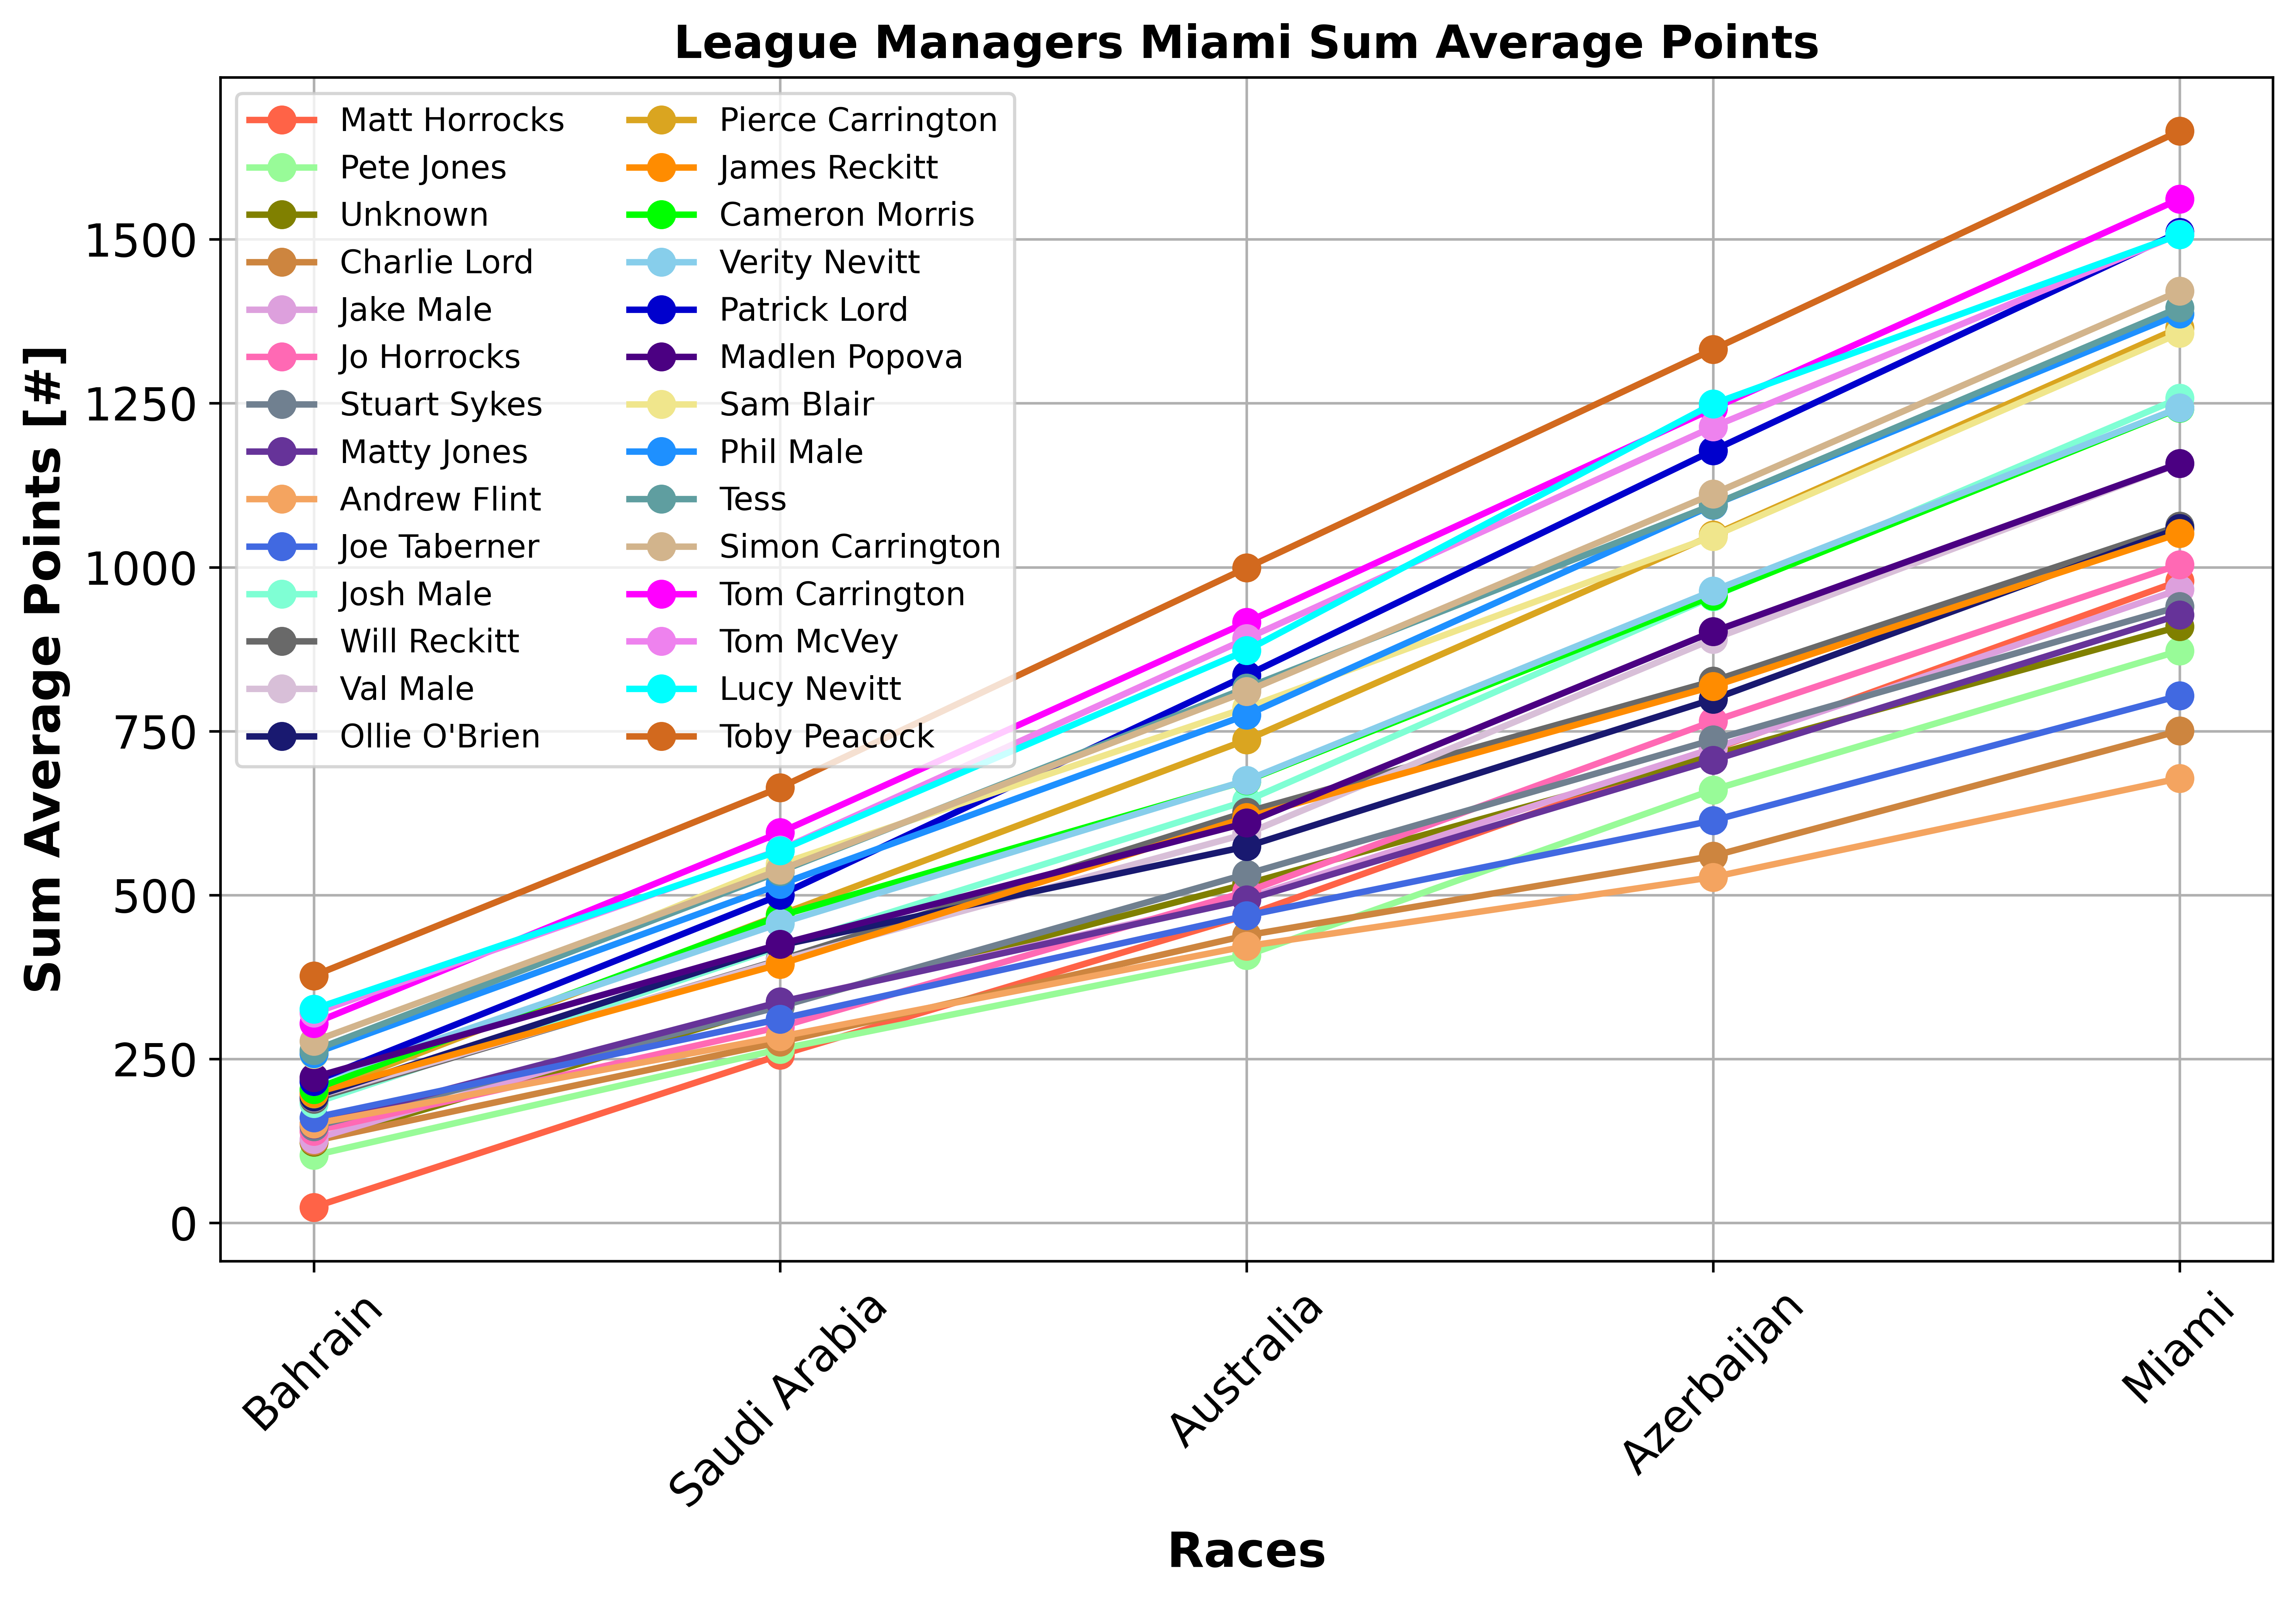 League Managers Miami Sum Average Points
Matt Horrocks
Pete Jones
Unknown
Charlie Lord
Jake Male
Jo Horrocks
Stuart Sykes
Matty Jones
Andrew Flint
Joe Taberner
Josh Male
Will Reckitt
Val Male
Ollie O'Brien
Pierce Carrington
James Reckitt
Cameron Morris
Verity Nevitt
Patrick Lord
Madlen Popova
Sam Blair
Phil Male
Tess
Simon Carrington
Tom Carrington
Tom McVey
Lucy Nevitt
Toby Peacock
Sum Average Points [#]
1500
1250
1000
750
500
250
0
Bahrain
Saudi Arabia
Australia
Azerbaijan
Miami
Races